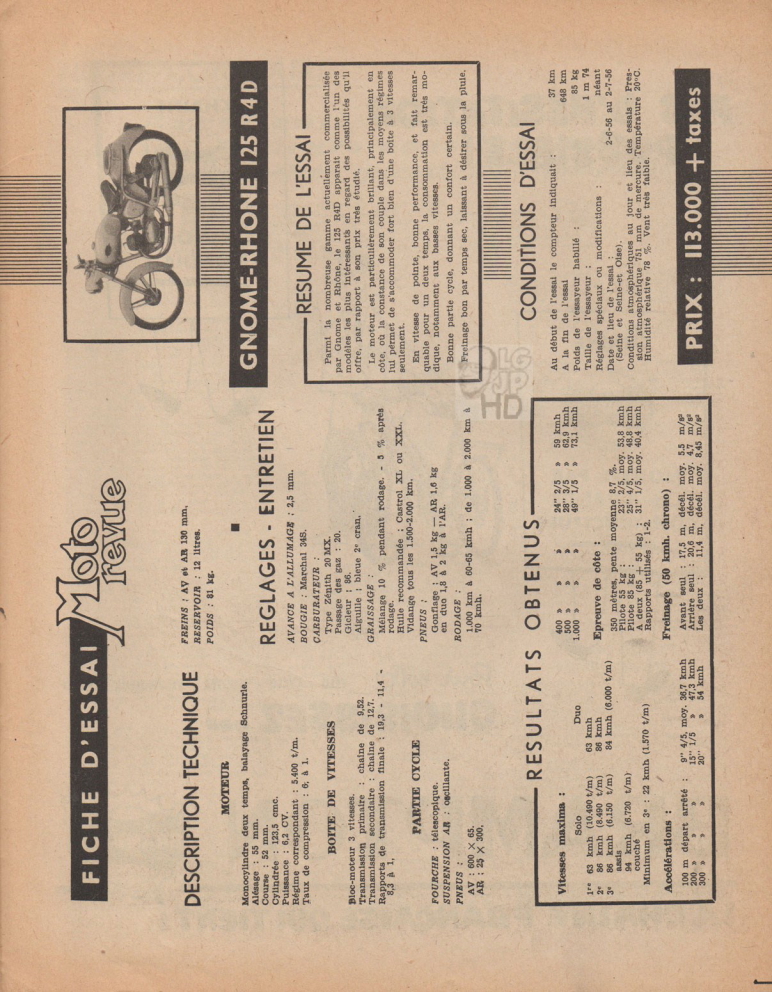 FICHE D'ESSAI
Moto
revue
DESCRIPTION TECHNIQUE
MOTEUR
Monocylindre deux temps, balayage Schnurle.
Alésage : 55 mm.
Course : 52 mm.
Cylindrée : 123,5 cmc.
Puissance : 6,2 CV.
Régime correspondant : 5.400 t/m.
Taux de compression : 6, à 1.
BOITE DE VITESSES
Bloc-moteur 3 vitesses.
Transmission primaire : chaîne de 9,52.
Transmission secondaire : chaîne de 12,7.
Rapports de transmission finale : 19,3 - 11,4 -
8,3 à 1,
PARTIE CYCLE
FOURCHE : télescopique.
SUSPENSION AR : oscillante.
PNEUS :
AV : 600 × 65.
AR : 25 × 300.
FREINS : AV et AR 130 mm.
RESERVOIR : 12 litres.
POIDS : 81 kg.
REGLAGES - ENTRETIEN
AVANCE A L'ALLUMAGE : 2,5 mm.
BOUGIE : Marchal 34S.
CARBURATEUR :
Type Zénith 20 MX.
Passage des gaz : 20.
Gicleur : 86.
Aiguille : bleue 2e cran.
GRAISSAGE :
Mélange 10 % pendant rodage. - 5 % après
rodage.
Huile recommandée : Castrol XL ou XXL.
Vidange tous les 1.500-2.000 km.
PNEUS :
Gonflage : AV 1,5 kg — AR 1,6 kg
en duo 1,8 à 2 kg à l'AR.
RODAGE :
1.000 km à 60-65 kmh ; de 1.000 à 2.000 km à
70 kmh.
GNOME-RHONE 125 R4D
RESUME DE L'ESSAI
Parmi la nombreuse gamme actuellement commercialisée
par Gnome et Rhône, le 125 R4D apparaît comme l'un des
modèles les plus intéressants en regard des possibilités qu'il
offre, par rapport à son prix très étudié.
Le moteur est particulièrement brillant, principalement en
côte, où la constance de son couple dans les moyens régimes
lui permet de s'accommoder fort bien d'une boîte à 3 vitesses
seulement.
En vitesse de pointe, bonne performance, et fait remar-
quable pour un deux temps, la consommation est très mo-
dique, notamment aux basses vitesses.
Bonne partie cycle, donnant un confort certain.
Freinage bon par temps sec, laissant à désirer sous la pluie.
OLD
HD
RESULTATS OBTENUS
Vitesses maxima :
Solo Duo
1re 63 kmh (10.490 t/m) 63 kmh
2e 86 kmh (8.490 t/m) 86 kmh
3e 86 kmh (6.150 t/m) 84 kmh (6.000 t/m)
assis
94 kmh (6.720 t/m)
couché
Minimum en 3e : 22 kmh (1.570 t/m)
Accélérations :
100 m départ arrêté : 9" 4/5, moy. 36,7 kmh
200 » » » 15" 1/5 » 47,3 kmh
300 » » » 20" » 54 kmh
400 » » » 24" 2/5 » 59 kmh
500 » » » 28" 3/5 » 62,9 kmh
1.000 » » » 49" 1/5 » 73,1 kmh
Epreuve de côte :
350 mètres, pente moyenne 8,7 %.
Pilote 55 kg : 23" 2/5, moy. 53,8 kmh
Pilote 85 kg : 25" 4/5, moy. 48,8 kmh
A deux (85 + 55 kg) : 31" 1/5, moy. 40,4 kmh
Rapports utilisés : 1-2.
Freinage (50 kmh. chrono) :
Avant seul : 17,5 m, décél. moy. 5,5 m/s²
Arrière seul : 20,6 m, décél. moy. 4,7 m/s²
Les deux : 11,4 m, décél. moy. 8,45 m/s²
CONDITIONS D'ESSAI
Au début de l'essai le compteur indiquait : 37 km
A la fin de l'essai 648 km
Poids de l'essayeur habillé : 85 kg
Taille de l'essayeur : 1 m 74
Réglages spéciaux ou modifications : néant
Date et lieu de l'essai : 2-6-56 au 2-7-56
(Seine et Seine-et Oise).
Conditions atmosphériques au jour et lieu des essais : Pres-
sion atmosphérique 751 mm de mercure. Température 20°C.
Humidité relative 78 %. Vent très faible.
PRIX : 113.000 + taxes